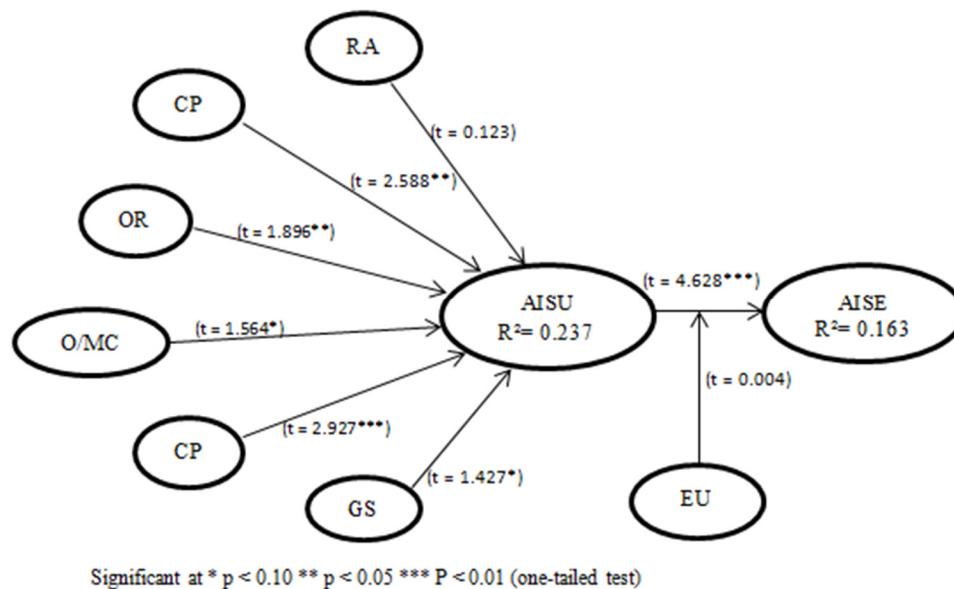 RA
CP
(t = 0.123)
(t = 2.588**)
OR
(t = 1.896**)
AISU
R²= 0.237
(t = 4.628***)
AISE
R²= 0.163
O/MC
(t = 1.564*)
(t = 0.004)
CP
(t = 2.927***)
(t = 1.427*)
GS
EU
Significant at * p < 0.10 ** p < 0.05 *** P < 0.01 (one-tailed test)